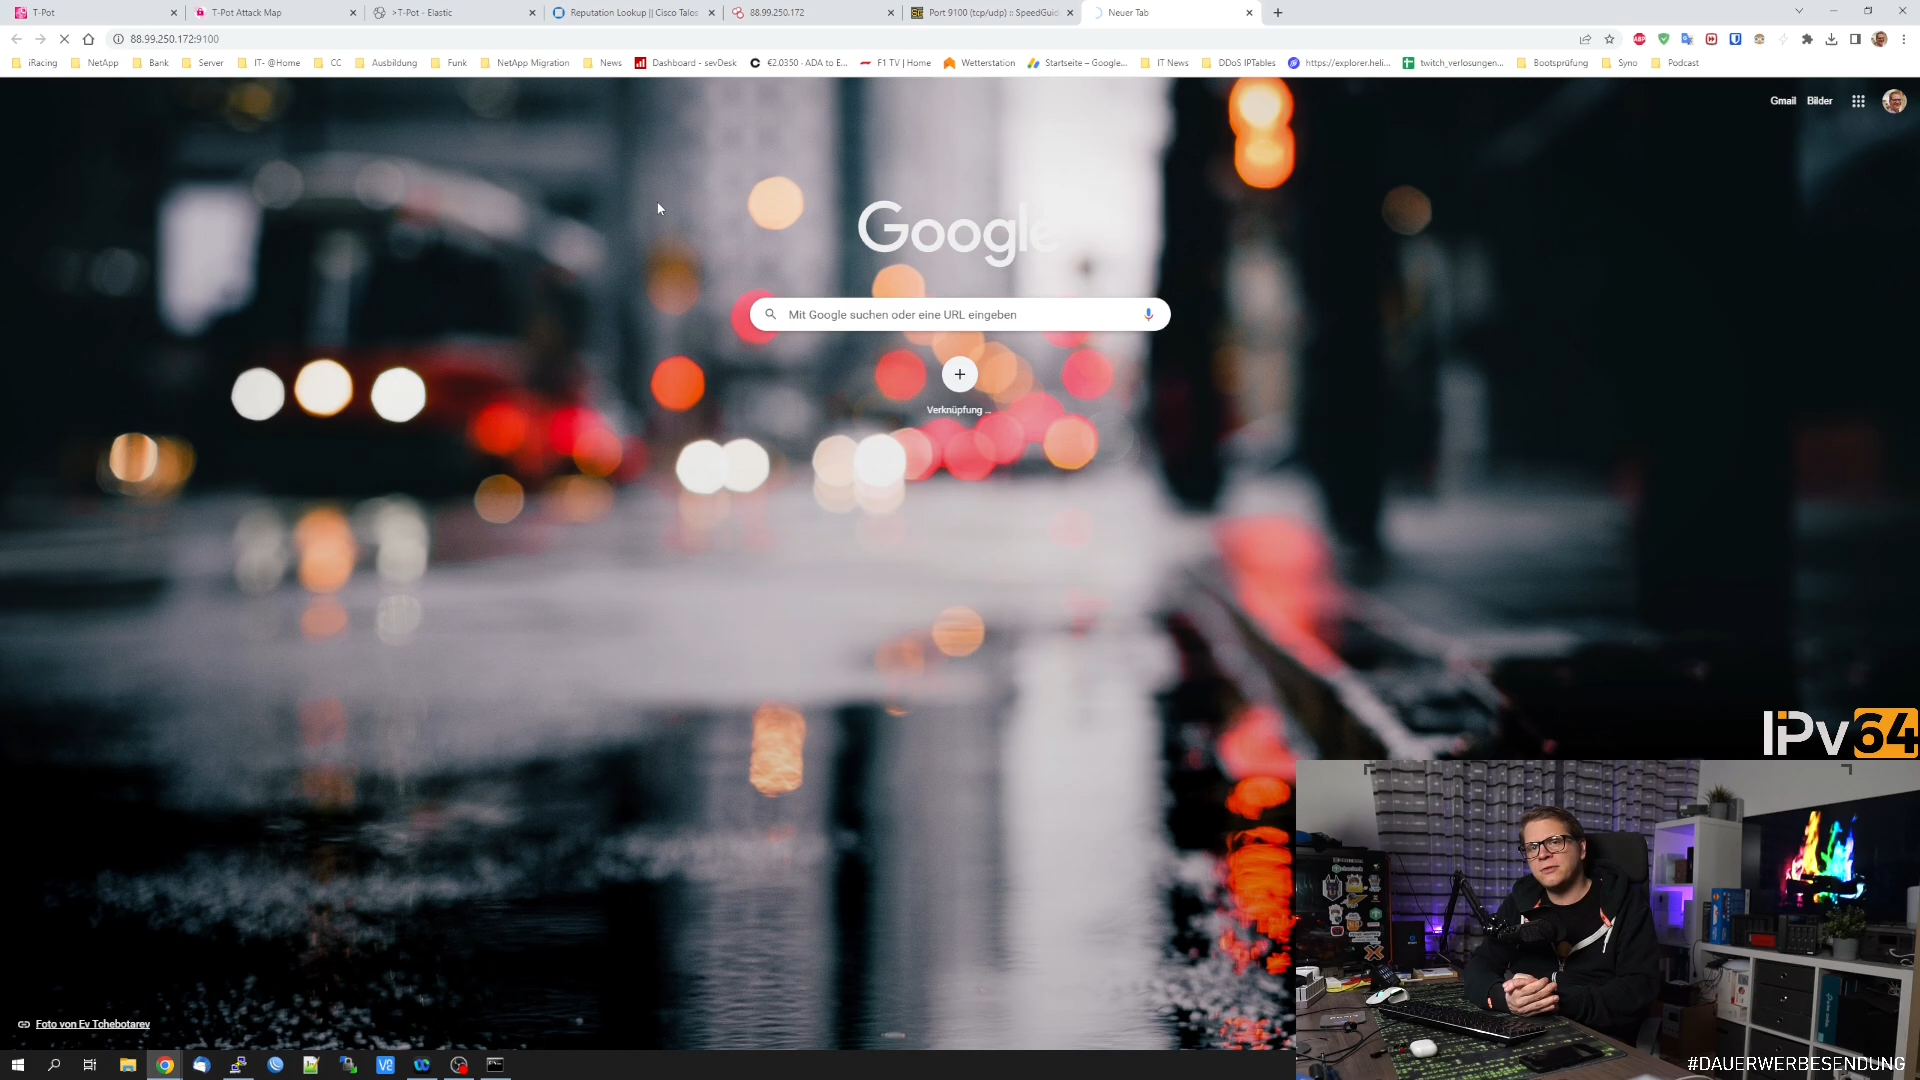 T-Pot
T-Pot Attack Map
>T-Pot - Elastic
Reputation Lookup || Cisco Talos
88.99.250.172
Port 9100 (tcp/udp) :: SpeedGuid
Neuer Tab
88.99.250.172:9100
iRacing
NetApp
Bank
Server
IT- @Home
CC
Ausbildung
Funk
NetApp Migration
News
Dashboard - sevDesk
€2.0350 · ADA to E...
F1 TV | Home
Wetterstation
Startseite – Google...
IT News
DDoS IPTables
https://explorer.heli...
twitch_verlosungen...
Bootsprüfung
Syno
Podcast
Gmail
Bilder
Google
Mit Google suchen oder eine URL eingeben
Verknüpfung ...
IPv64
Foto von Ev Tchebotarev
#DAUERWERBESENDUNG